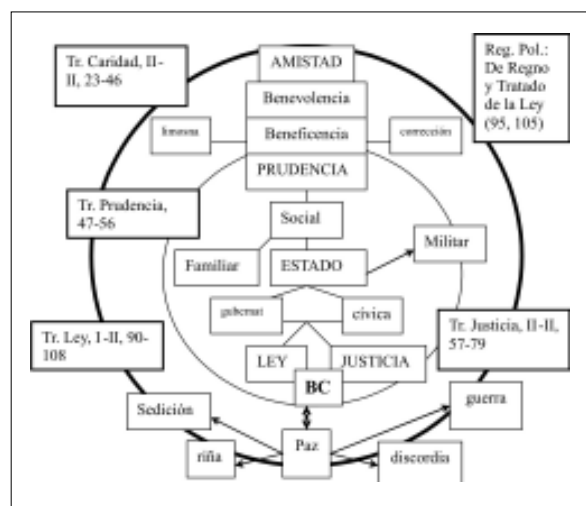 Tr. Caridad, II-
II, 23-46
AMISTAD
Reg. Pol.:
De Regno
y Tratado
de la Ley
(95, 105)
Benevolencia
limosna
Beneficencia
corrección
PRUDENCIA
Tr. Prudencia,
47-56
Social
Militar
Familiar
ESTADO
gubernat
cívica
Tr. Ley, I-II, 90-
108
Tr. Justicia, II-II,
57-79
LEY
JUSTICIA
BC
Sedición
guerra
Paz
riña
discordia